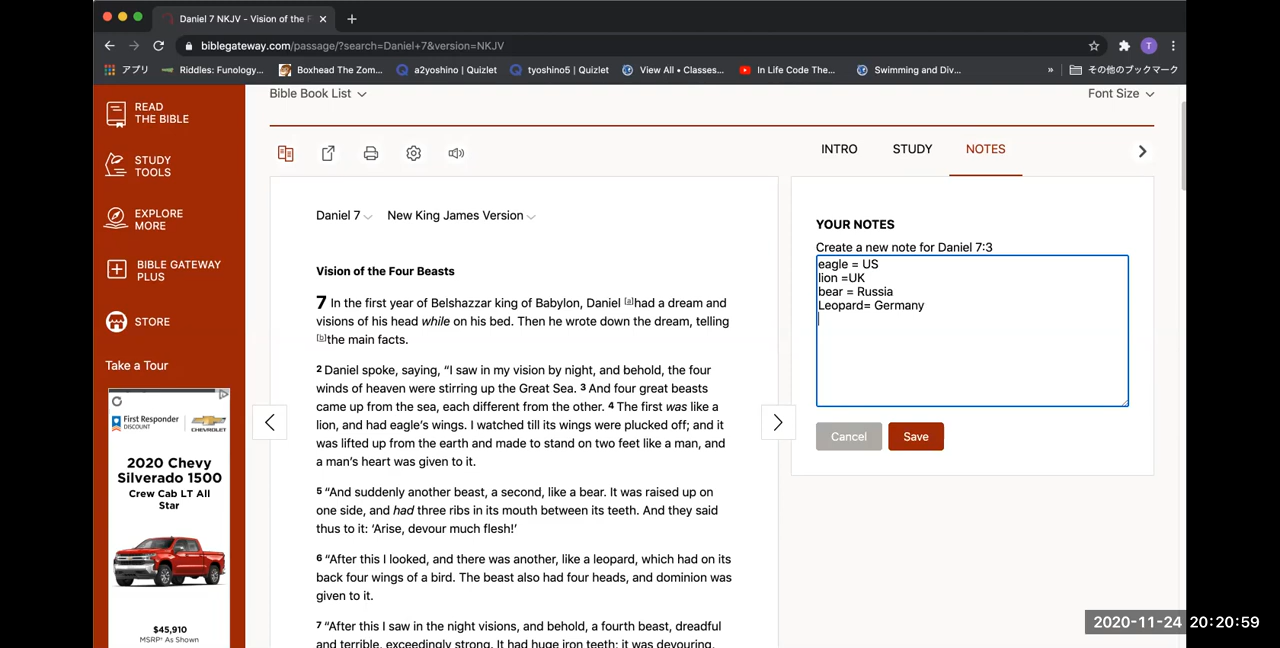 Daniel 7 NKJV - Vision of the F
biblegateway.com/passage/?search=Daniel+7&version=NKJV
T
アプリ
Riddles: Funology...
Boxhead The Zom...
a2yoshino | Quizlet
tyoshino5 | Quizlet
View All • Classes...
In Life Code The...
Swimming and Div...
»
その他のブックマーク
READ
THE BIBLE
STUDY
TOOLS
EXPLORE
MORE
BIBLE GATEWAY
PLUS
STORE
Take a Tour
First Responder
DISCOUNT
CHEVROLET
2020 Chevy
Silverado 1500
Crew Cab LT All
Star
$45,910
MSRP† As Shown
Bible Book List
Font Size
Daniel 7
New King James Version
Vision of the Four Beasts
7 In the first year of Belshazzar king of Babylon, Daniel [a]had a dream and
visions of his head while on his bed. Then he wrote down the dream, telling
[b]the main facts.
2 Daniel spoke, saying, “I saw in my vision by night, and behold, the four
winds of heaven were stirring up the Great Sea. 3 And four great beasts
came up from the sea, each different from the other. 4 The first was like a
lion, and had eagle’s wings. I watched till its wings were plucked off; and it
was lifted up from the earth and made to stand on two feet like a man, and
a man’s heart was given to it.
5 “And suddenly another beast, a second, like a bear. It was raised up on
one side, and had three ribs in its mouth between its teeth. And they said
thus to it: ‘Arise, devour much flesh!’
6 “After this I looked, and there was another, like a leopard, which had on its
back four wings of a bird. The beast also had four heads, and dominion was
given to it.
7 “After this I saw in the night visions, and behold, a fourth beast, dreadful
and terrible, exceedingly strong. It had huge iron teeth; it was devouring,
INTRO
STUDY
NOTES
YOUR NOTES
Create a new note for Daniel 7:3
eagle = US
lion =UK
bear = Russia
Leopard= Germany
Cancel
Save
2020-11-24 20:20:59